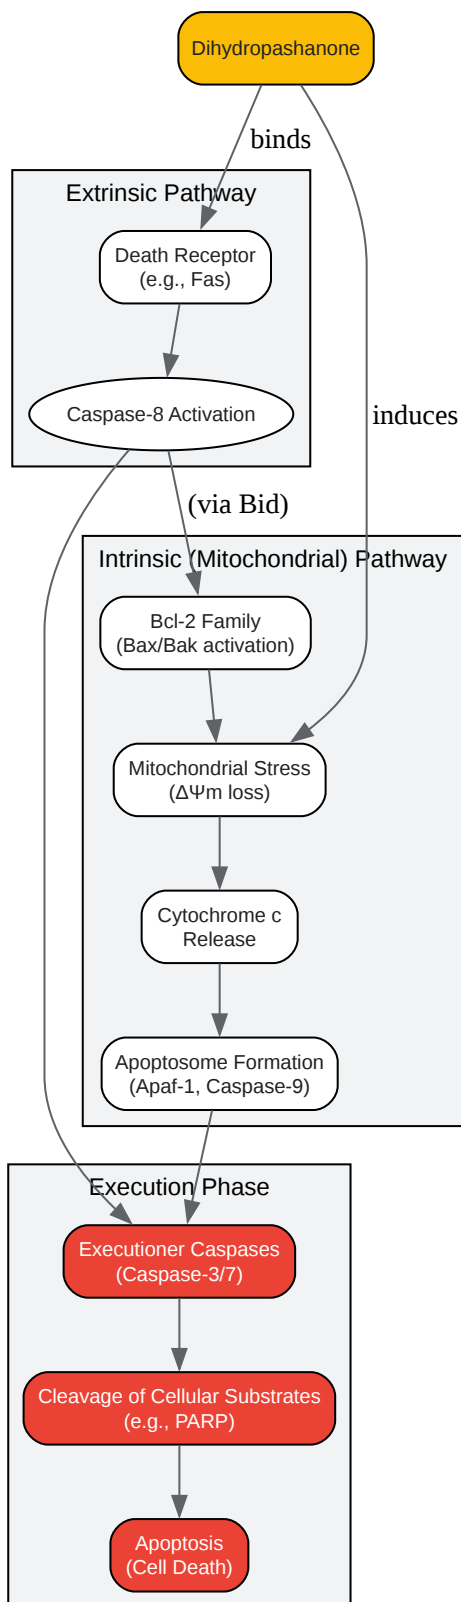 Dihydropashanone
binds
Extrinsic Pathway
Death Receptor
(e.g., Fas)
Caspase-8 Activation
induces
(via Bid)
Intrinsic (Mitochondrial) Pathway
Bcl-2 Family
(Bax/Bak activation)
Mitochondrial Stress
(ΔΨm loss)
Cytochrome c
Release
Apoptosome Formation
(Apaf-1, Caspase-9)
Execution Phase
Executioner Caspases
(Caspase-3/7)
Cleavage of Cellular Substrates
(e.g., PARP)
Apoptosis
(Cell Death)